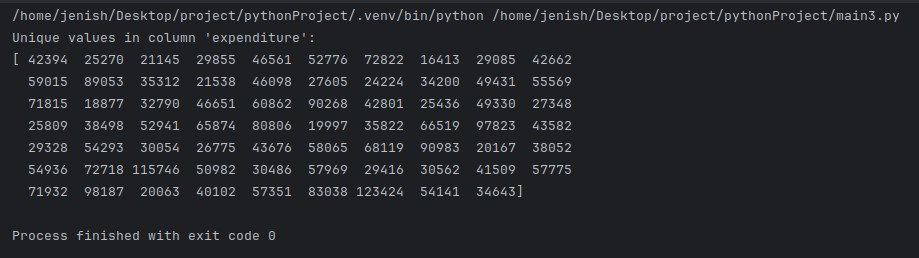 /home/jenish/Desktop/project/pythonProject/.venv/bin/python /home/jenish/Desktop/project/pythonProject/main3.py
Unique values in column 'expenditure':
[ 42394  25270  21145  29855  46561  52776  72822  16413  29085  42662
  59015  89053  35312  21538  46098  27605  24224  34200  49431  55569
  71815  18877  32790  46651  60862  90268  42801  25436  49330  27348
  25809  38498  52941  65874  80806  19997  35822  66519  97823  43582
  29328  54293  30054  26775  43676  58065  68119  90983  20167  38052
  54936  72718 115746  50982  30486  57969  29416  30562  41509  57775
  71932  98187  20063  40102  57351  83038 123424  54141  34643]
Process finished with exit code 0